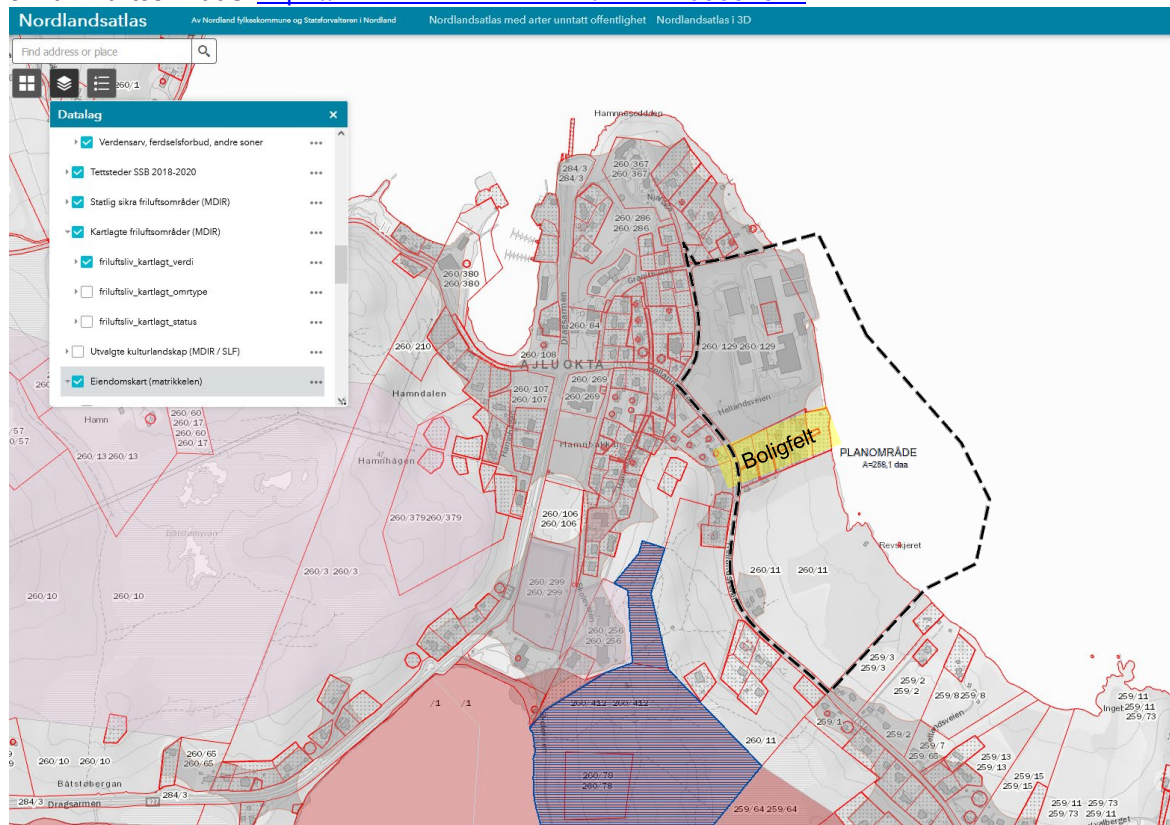 Nordlandsatlas
Av Nordland fylkeskommune og Statsforvalteren i Nordland
Nordlandsatlas med arter unntatt offentlighet
Nordlandsatlas i 3D
Find address or place
260/1
Datalag
Verdensarv, ferdselsforbud, andre soner
Tettsteder SSB 2018-2020
Statlig sikra friluftsområder (MDIR)
Kartlagte friluftsområder (MDIR)
friluftsliv_kartlagt_verdi
friluftsliv_kartlagt_omrtype
friluftsliv_kartlagt_status
Utvalgte kulturlandskap (MDIR / SLF)
Eiendomskart (matrikkelen)
Hamnnesodden
284/3
284/3
260/367
260/367
260/286
260/286
260/380
260/380
Dragsarmen
260/84
260/210
260/108
AJLUOKTA
260/129 260/129
Hamndalen
260/107
260/107
260/269
260/269
Hellandsveien
Hamnbakken
Boligfelt
PLANOMRÅDE
A=258,1 daa
Hamn
260/60
260/17
260/60
260/17
260/13 260/13
Hamnhågen
260/379260/379
260/106
260/106
Båtstøbmyran
Revskjeret
260/3 260/3
260/10
260/10
260/299
260/299
260/11
260/11
260/256
260/256
259/3
259/3
259/2
259/2
259/8259/8
/1
/1
260/412 260/412
259/1
259/2
259/7
259/65
259/11
259/11
259/73
260/11
259/13
259/13
259/15
259/15
260/65
260/65
260/10 260/10
Båtstøbergan
260/79
260/78
284/3
Dragsarmen
284/3
259/64 259/64
259/11 259/73
259/73 259/11